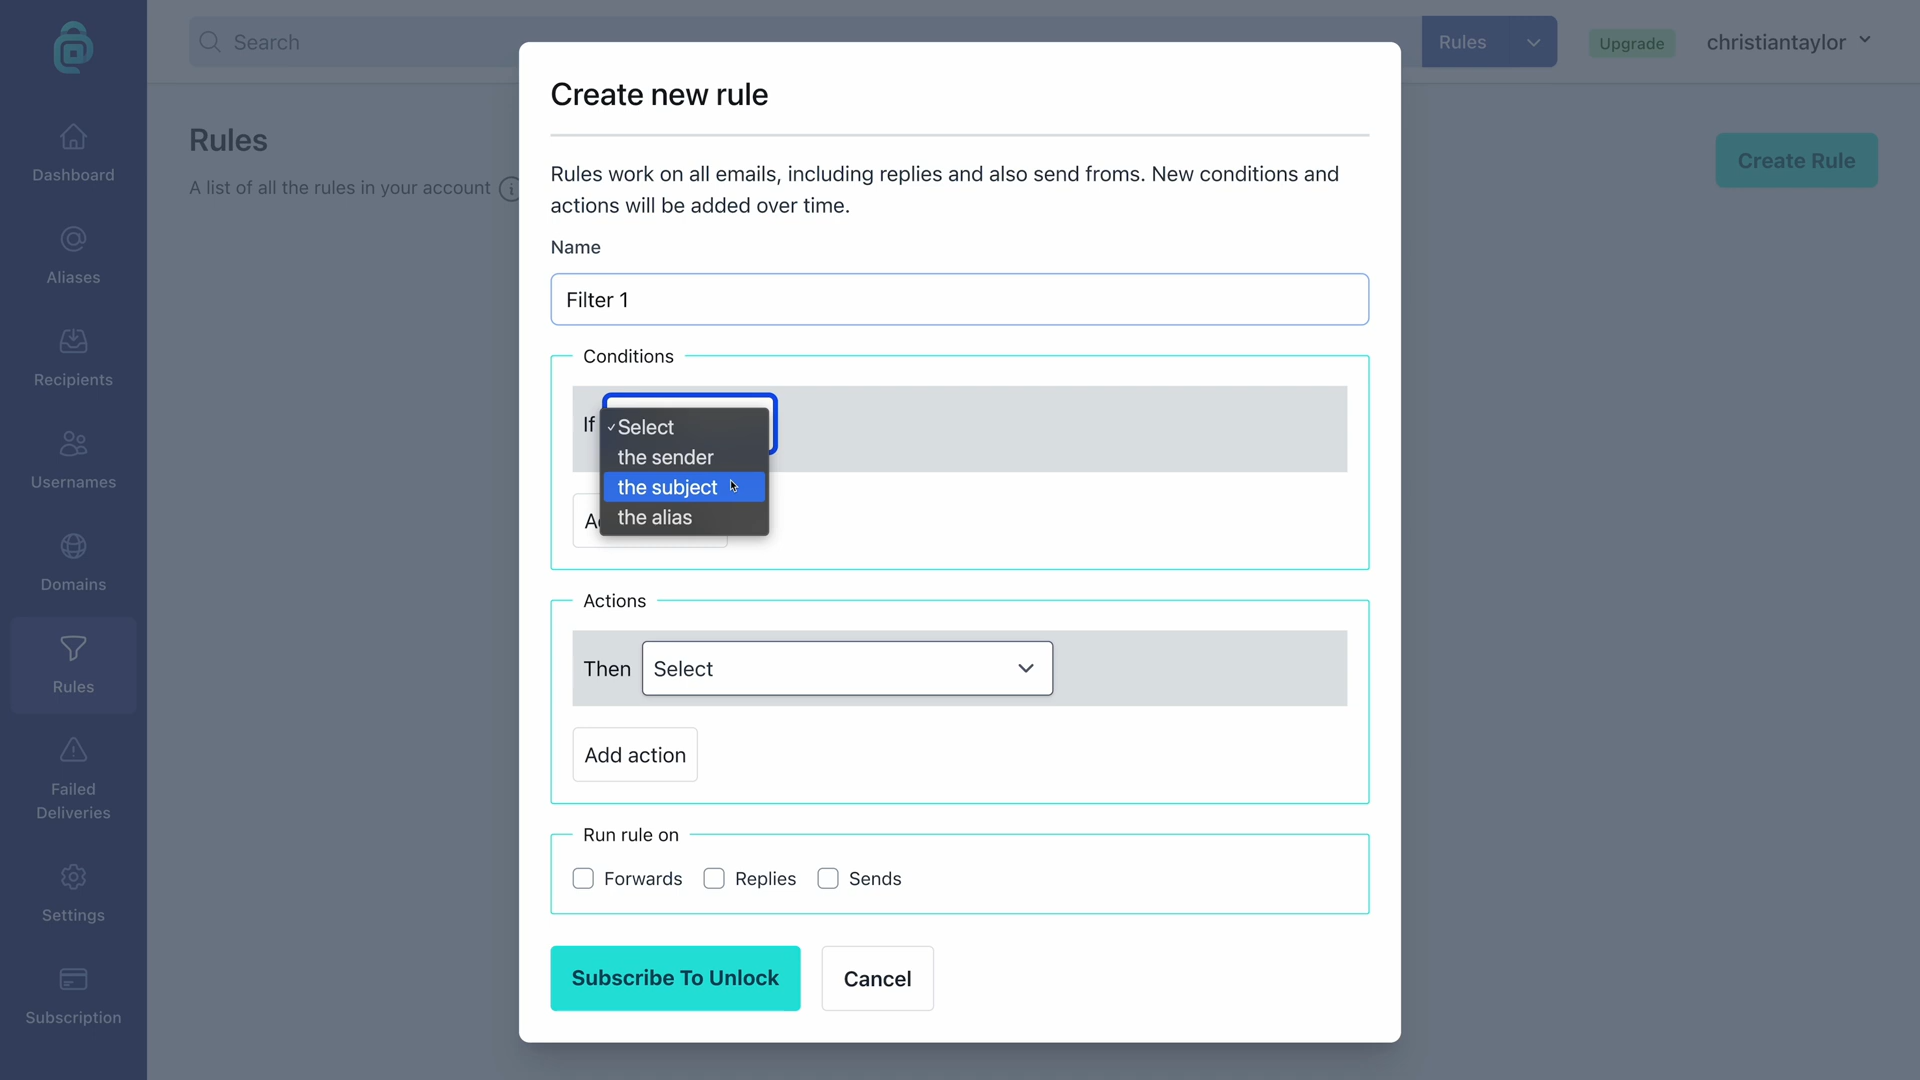 Search
Rules
Upgrade
christiantaylor
Dashboard
Aliases
Recipients
Usernames
Domains
Rules
Failed
Deliveries
Settings
Subscription
Rules
A list of all the rules in your account
Create Rule
Create new rule
Rules work on all emails, including replies and also send froms. New conditions and
actions will be added over time.
Name
Filter 1
Conditions
If
Select
the sender
the subject
the alias
Actions
Then Select
Add action
Run rule on
Forwards Replies Sends
Subscribe To Unlock Cancel